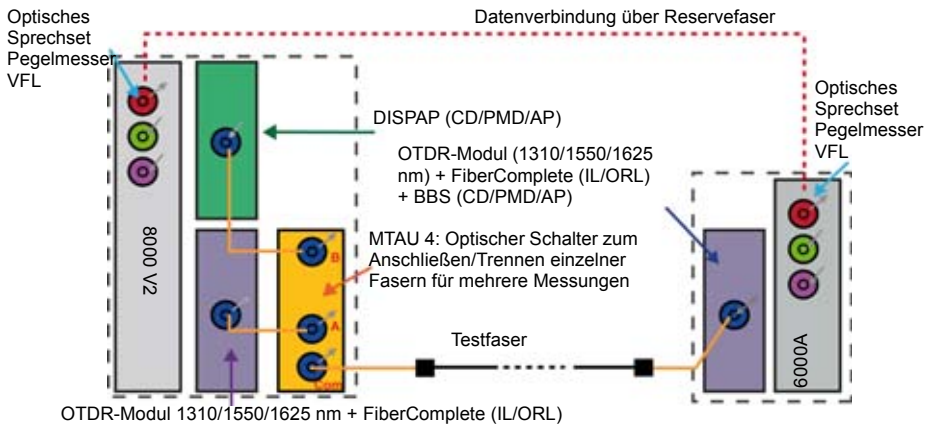 Optisches
Sprechset
Pegelmesser
VFL
Datenverbindung über Reservefaser
Optisches
Sprechset
Pegelmesser
VFL
DISPAP (CD/PMD/AP)
OTDR-Modul (1310/1550/1625
nm) + FiberComplete (IL/ORL)
+ BBS (CD/PMD/AP)
8000 V2
B
MTAU 4: Optischer Schalter zum
Anschließen/Trennen einzelner
Fasern für mehrere Messungen
A
Com
Testfaser
6000A
OTDR-Modul 1310/1550/1625 nm + FiberComplete (IL/ORL)